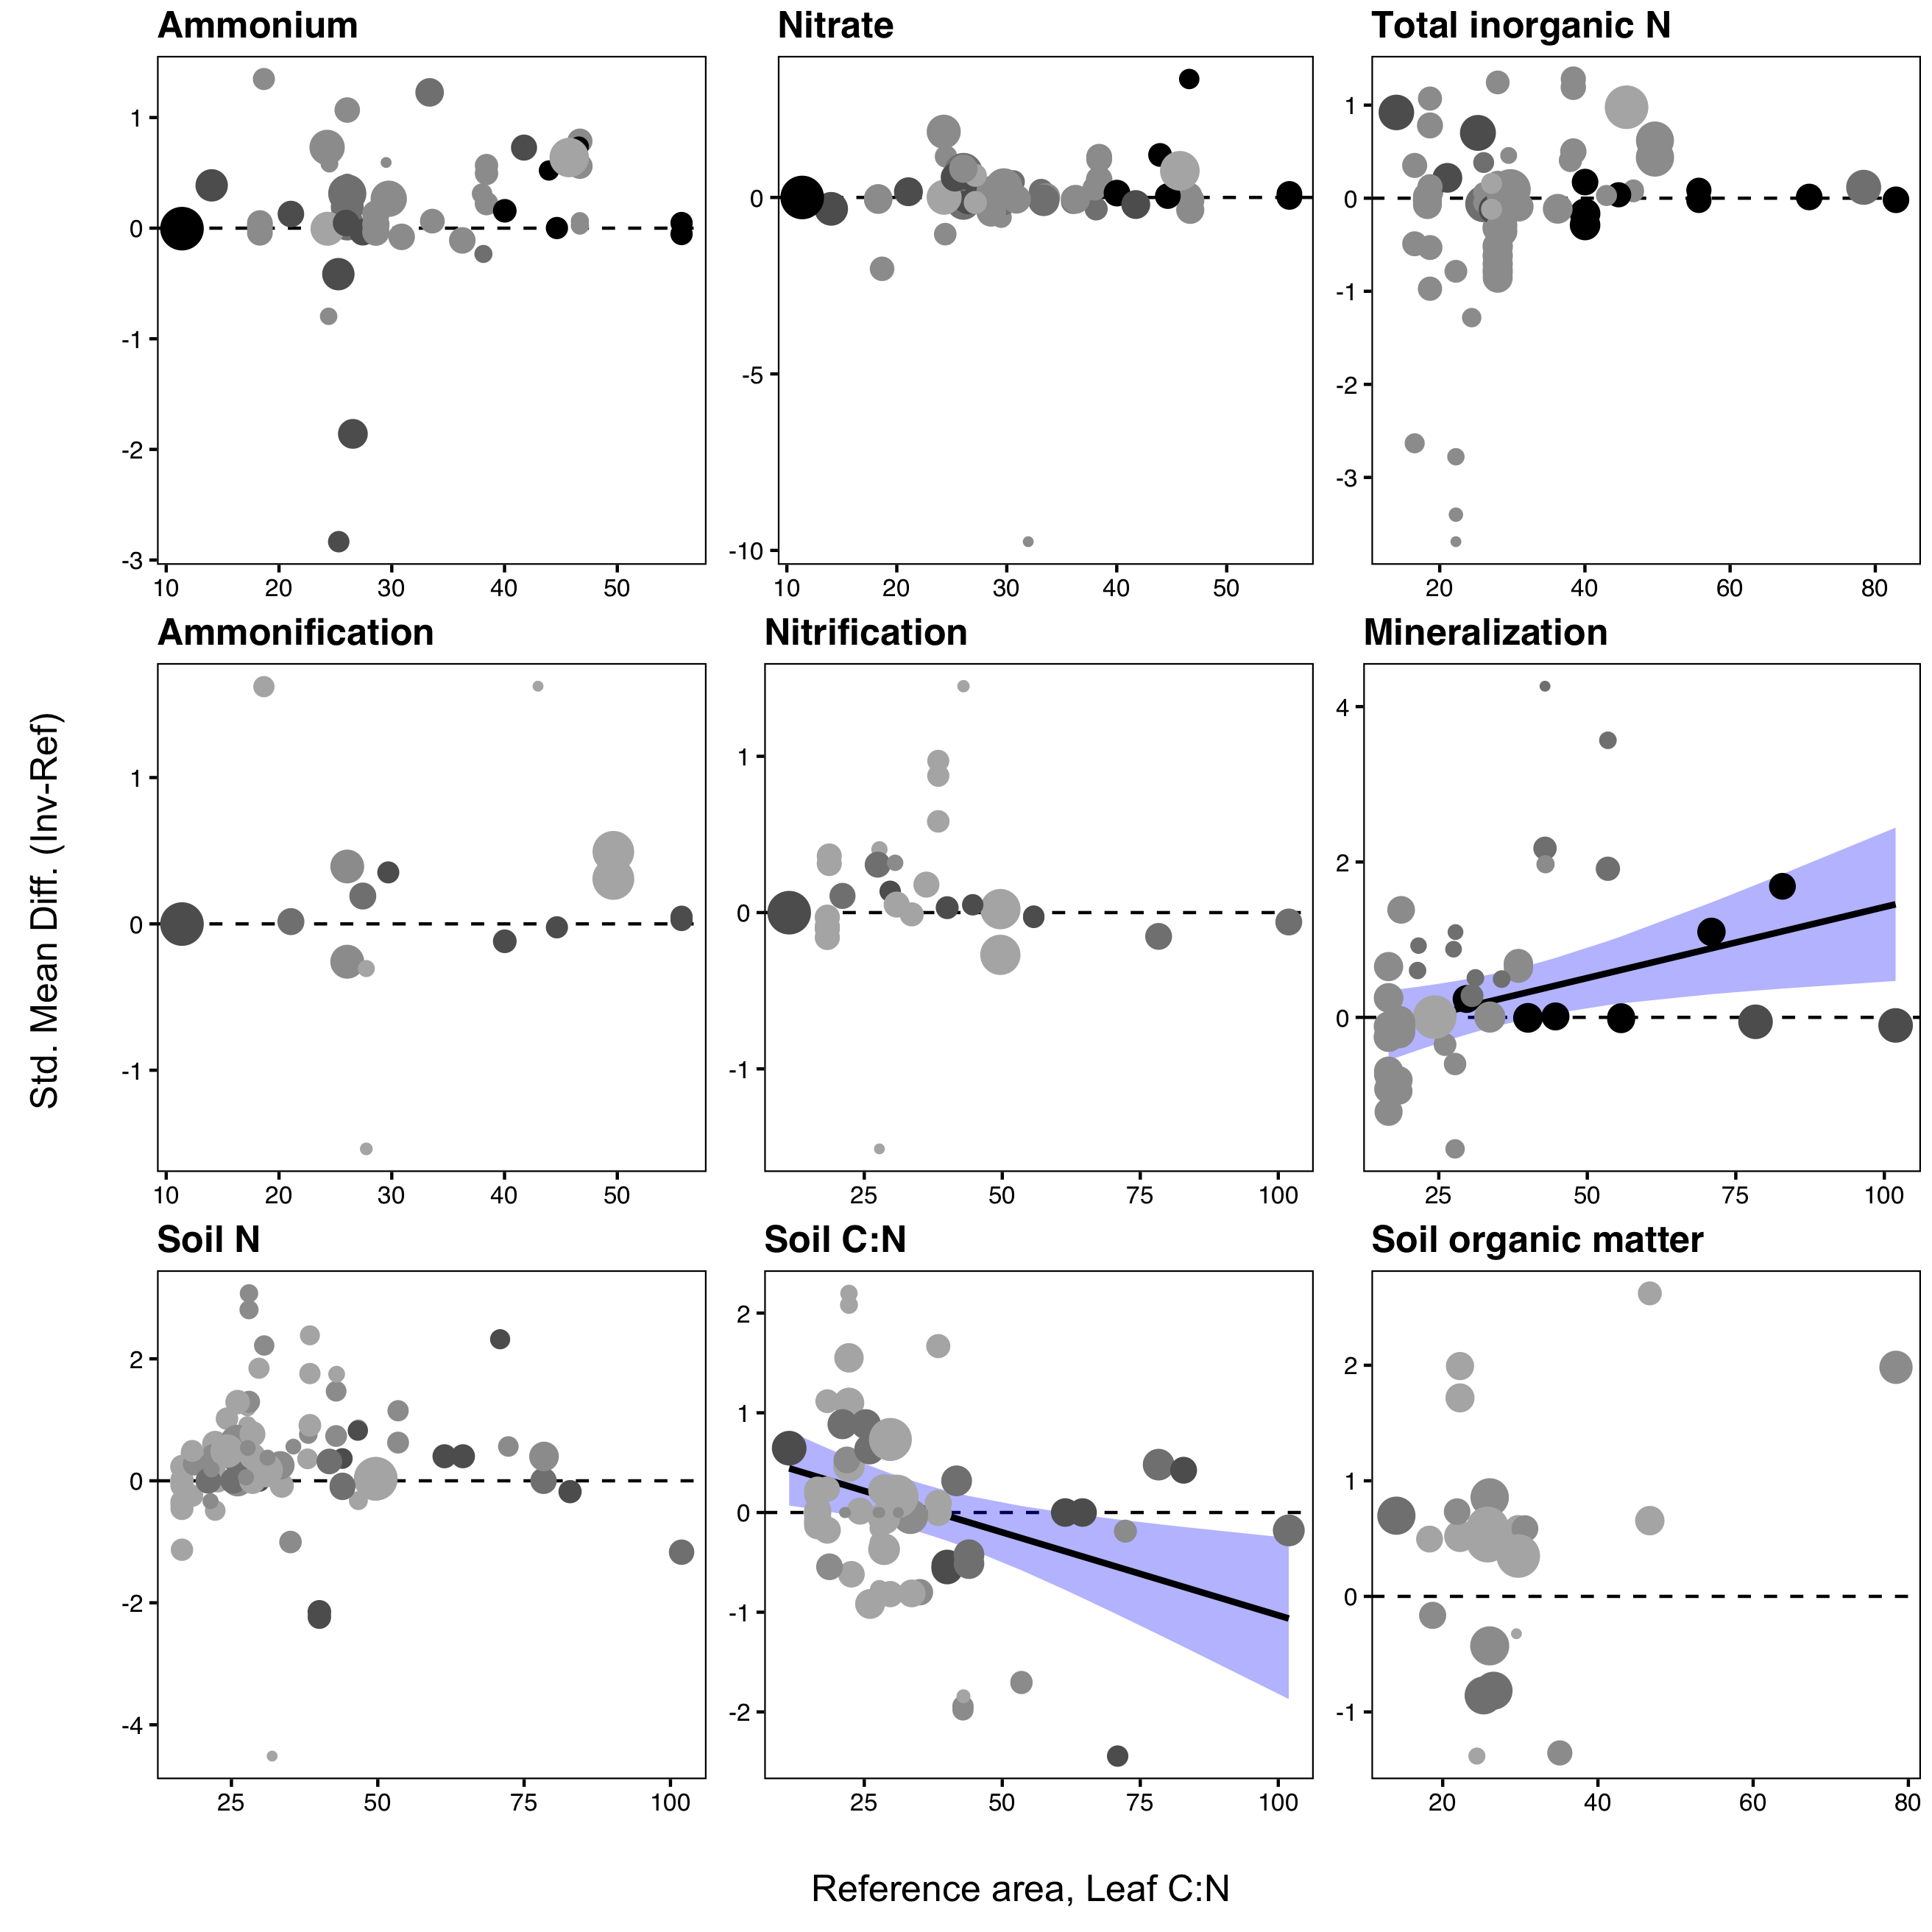 Ammonium
Nitrate
Total inorganic N
1
0
-1
-2
-3
10 20 30 40 50
0
-5
-10
10 20 30 40 50
1
0
-1
-2
-3
20 40 60 80
Ammonification
Nitrification
Mineralization
1
0
-1
10 20 30 40 50
1
0
-1
25 50 75 100
4
2
0
25 50 75 100
Std. Mean Diff. (Inv-Ref)
Soil N
Soil C:N
Soil organic matter
2
0
-2
-4
25 50 75 100
2
1
0
-1
-2
25 50 75 100
2
1
0
-1
20 40 60 80
Reference area, Leaf C:N